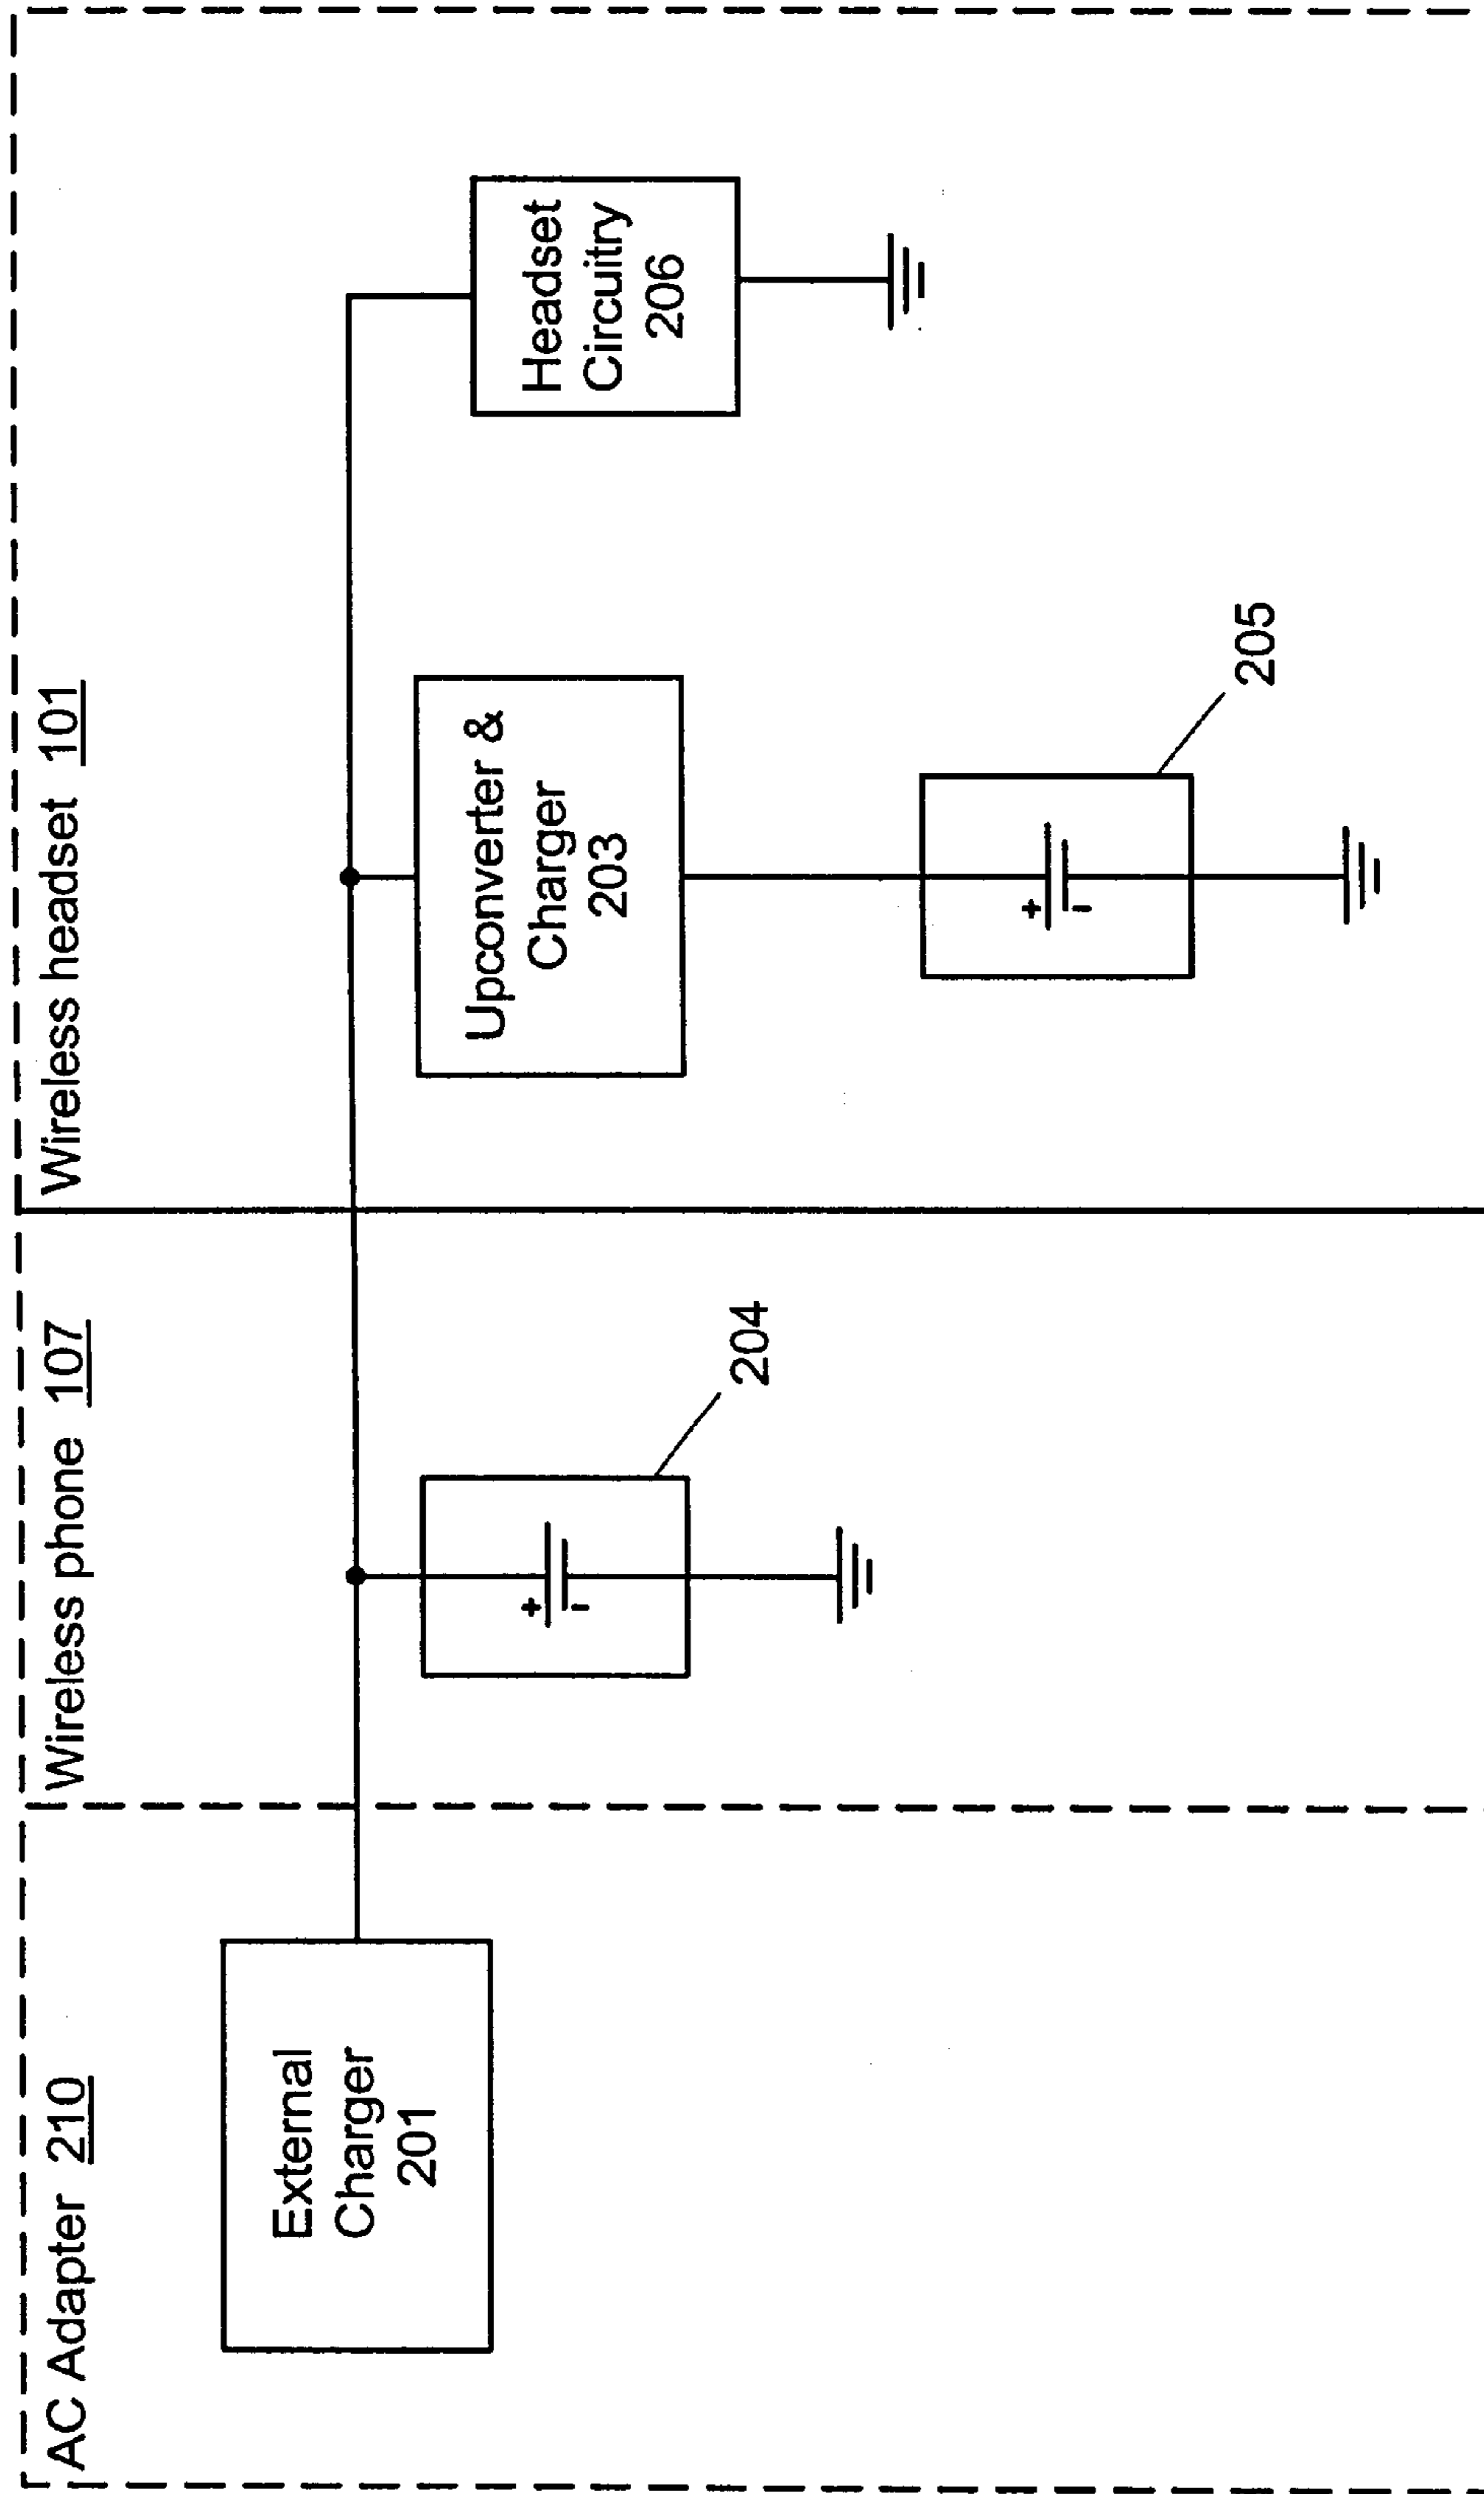 AC Adapter 210
Wireless phone 107
Wireless headset 101
External
Charger
201
+
-
204
Upconverter &
Charger
203
+
-
205
Headset
Circuitry
206